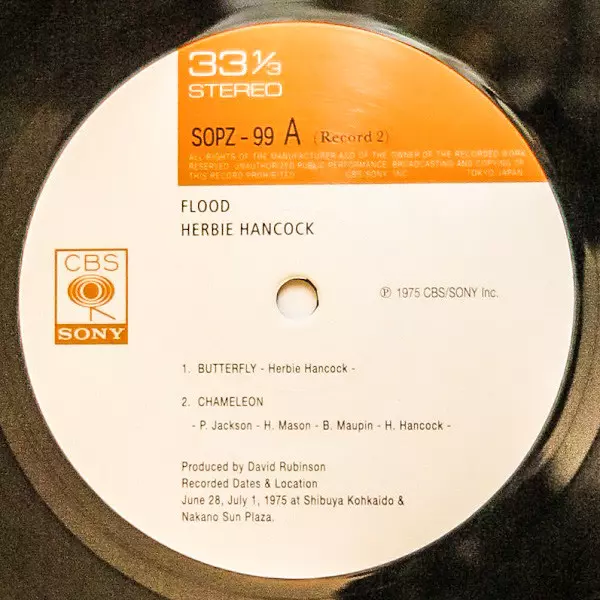 33 1/3
STEREO
SOPZ-99 A (Record 2)
ALL RIGHTS OF THE MANUFACTURER AND OF THE OWNER OF THE RECORDED WORK
RESERVED. UNAUTHORIZED PUBLIC PERFORMANCE BROADCASTING AND COPYING OF
THIS RECORD PROHIBITED CBS/SONY INC. TOKYO JAPAN
FLOOD
HERBIE HANCOCK
CBS
SONY
℗ 1975 CBS/SONY Inc.
1. BUTTERFLY - Herbie Hancock -
2. CHAMELEON
- P. Jackson - H. Mason - B. Maupin - H. Hancock -
Produced by David Rubinson
Recorded Dates & Location
June 28, July 1, 1975 at Shibuya Kohkaido &
Nakano Sun Plaza.